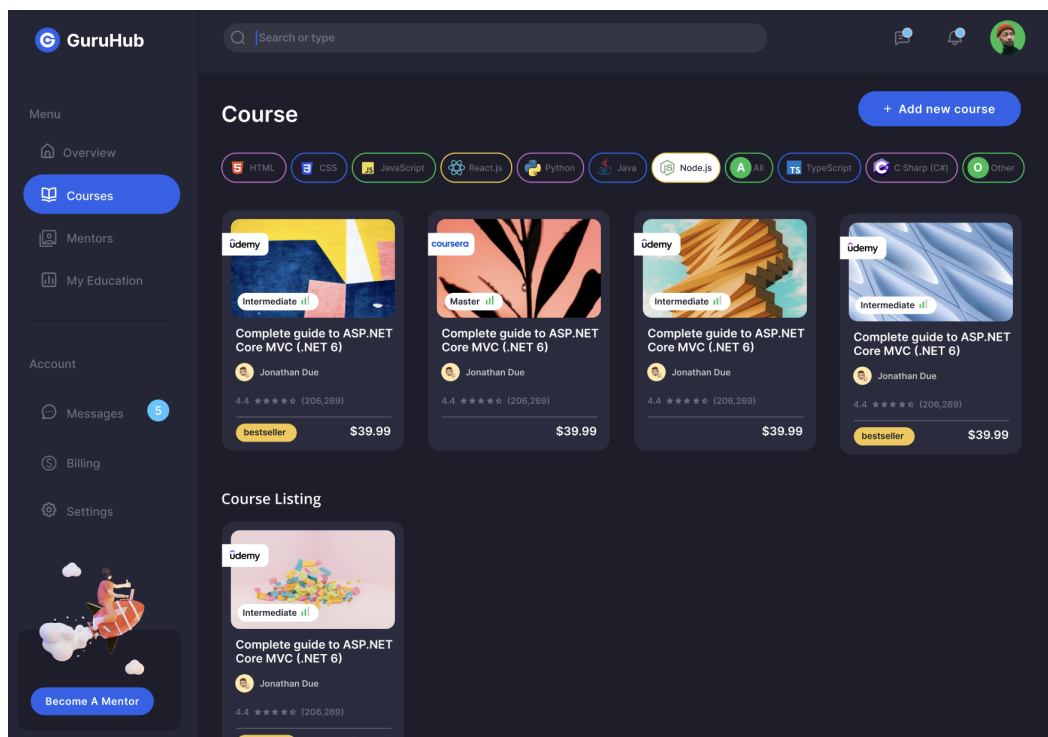 GuruHub
Search or type
Menu
Overview
Courses
Mentors
My Education
Account
Messages 5
Billing
Settings
Become A Mentor
Course
+ Add new course
HTML CSS JavaScript React.js Python Java Node.js A All TS TypeScript C Sharp (C#) O Other
udemy
Intermediate
Complete guide to ASP.NET
Core MVC (.NET 6)
Jonathan Due
4.4 ★★★★ (206,269)
bestseller $39.99
coursera
Master
Complete guide to ASP.NET
Core MVC (.NET 6)
Jonathan Due
4.4 ★★★★ (206,269)
$39.99
udemy
Intermediate
Complete guide to ASP.NET
Core MVC (.NET 6)
Jonathan Due
4.4 ★★★★ (206,269)
$39.99
udemy
Intermediate
Complete guide to ASP.NET
Core MVC (.NET 6)
Jonathan Due
4.4 ★★★★ (206,269)
bestseller $39.99
Course Listing
udemy
Intermediate
Complete guide to ASP.NET
Core MVC (.NET 6)
Jonathan Due
4.4 ★★★★ (206,269)